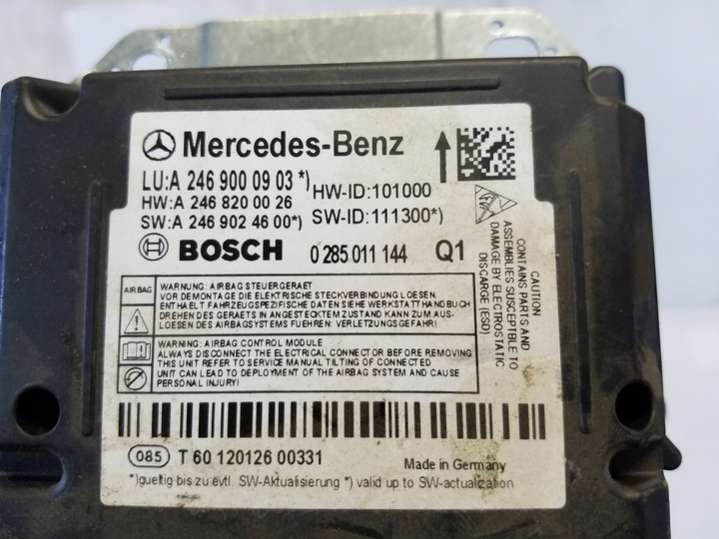 Mercedes-Benz
LU:A 246 900 09 03 *)
HW:A 246 820 00 26
SW:A 246 902 46 00*)
HW-ID:101000
SW-ID:111300*)
BOSCH 0 285 011 144 Q1
CAUTION
CONTAINS PARTS AND
ASSEMBLIES SUSCEPTIBLE TO
DAMAGE BY ELECTROSTATIC
DISCHARGE (ESD)
AIRBAG
WARNUNG: AIRBAG STEUERGERAET
VOR DEMONTAGE DIE ELEKTRISCHE STECKVERBINDUNG LOESEN.
ENTHAELT FAHRZEUGSPEZIFISCHE DATEN SIEHE WERKSTATTHANDBUCH
DREHEN DES GERAETS IN ANGESTECKTEM ZUSTAND KANN ZUM AUS-
LOESEN DES AIRBAGSYSTEMS FUEHREN: VERLETZUNGSGEFAHR!
WARNING: AIRBAG CONTROL MODULE
ALWAYS DISCONNECT THE ELECTRICAL CONNECTOR BEFORE REMOVING
THIS UNIT REFER TO SERVICE MANUAL TILTING OF CONNECTED
UNIT CAN LEAD TO DEPLOYMENT OF THE AIRBAG SYSTEM AND CAUSE
PERSONAL INJURY!
085 T 60 120126 00331
Made in Germany
*)gueltig bis zu evtl. SW-Aktualisierung *) valid up to SW-actualization